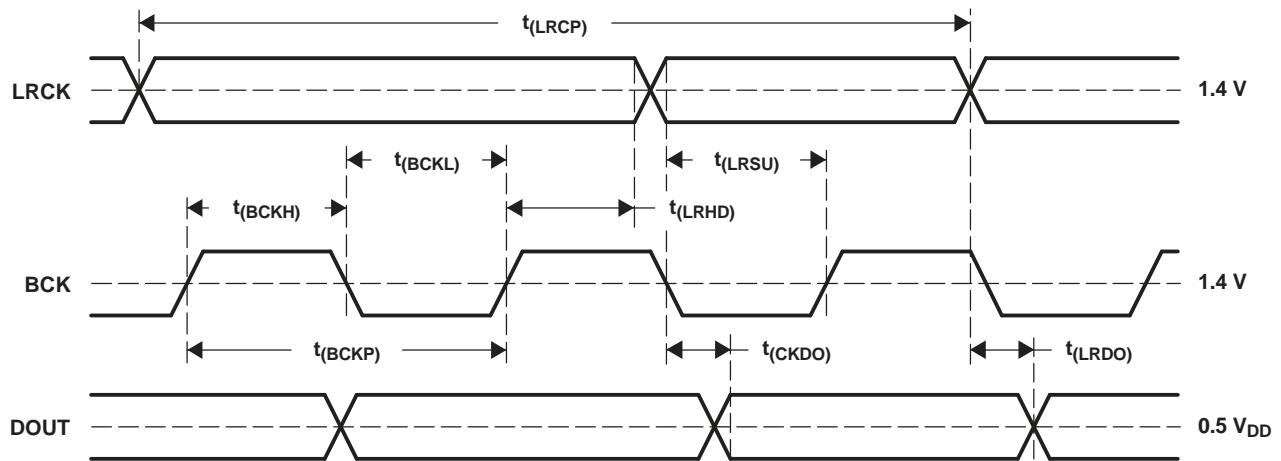 t(LRCP)
LRCK
1.4 V
t(BCKL)
t(LRSU)
t(BCKH)
t(LRHD)
BCK
1.4 V
t(BCKP)
t(CKDO)
t(LRDO)
DOUT
0.5 VDD